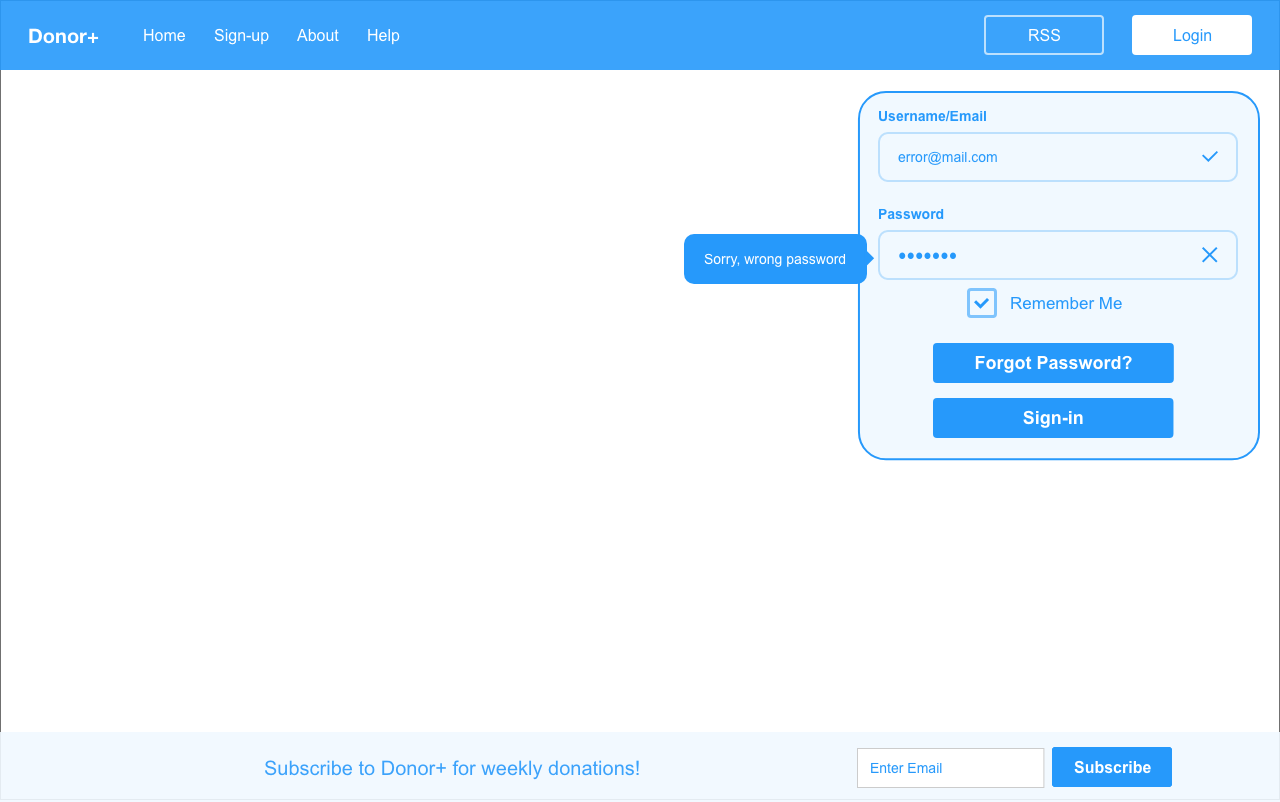 Donor+ Home Sign-up About Help RSS Login
Username/Email
error@mail.com
Password
•••••••
Sorry, wrong password
Remember Me
Forgot Password?
Sign-in
Subscribe to Donor+ for weekly donations! Enter Email Subscribe